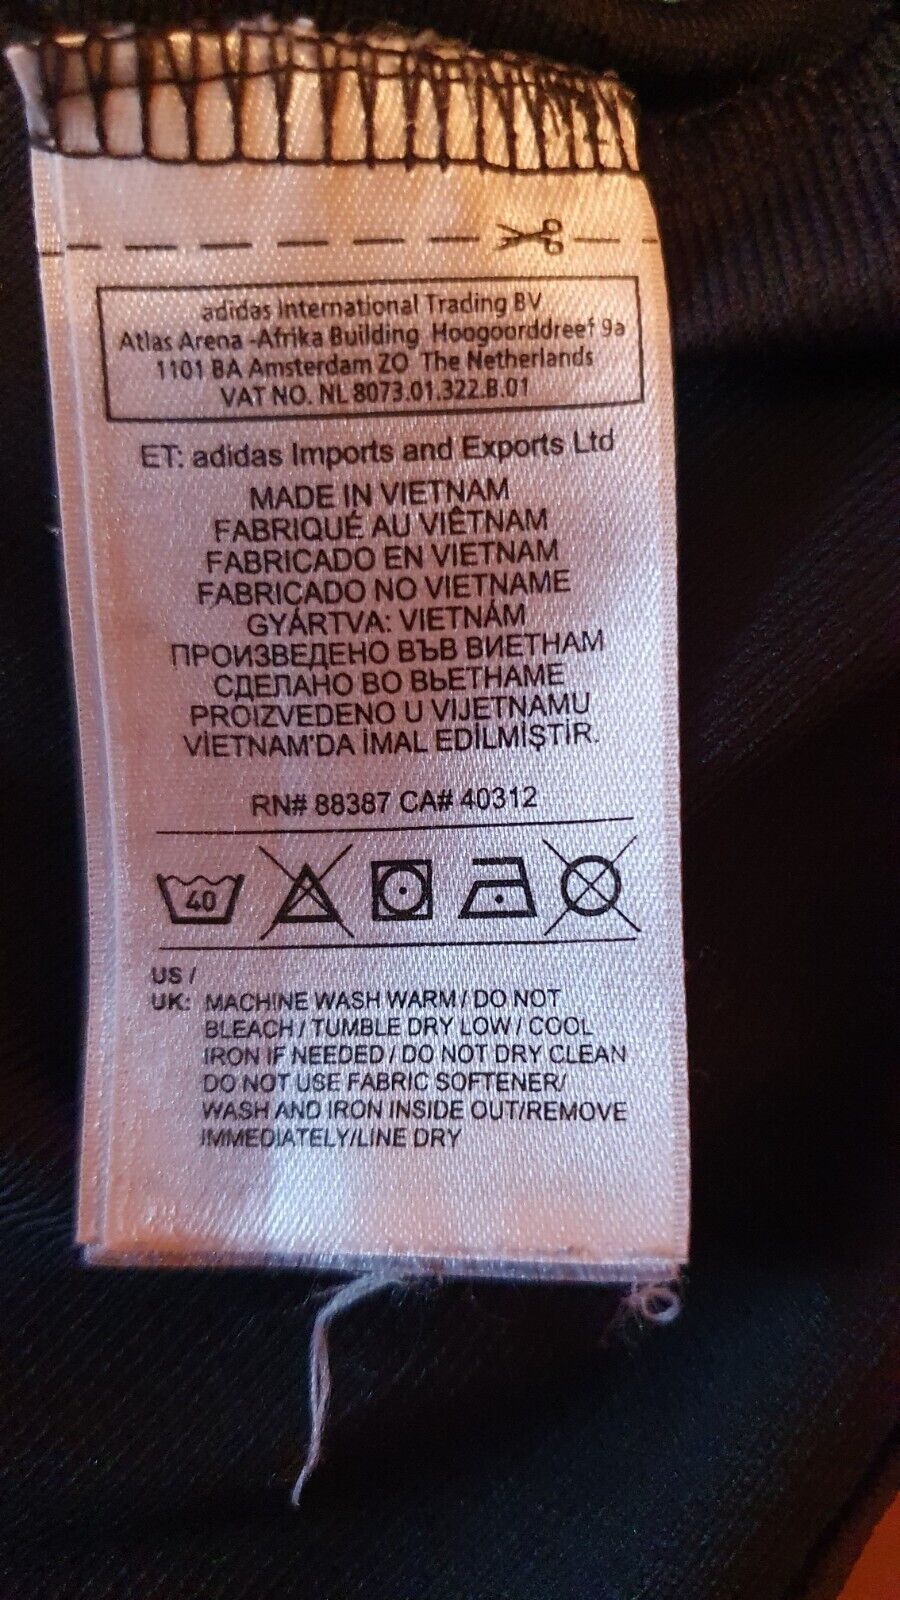 adidas International Trading BV
Atlas Arena -Afrika Building Hoogoorddreef 9a
1101 BA Amsterdam ZO The Netherlands
VAT NO. NL 8073.01.322.B.01
ET: adidas Imports and Exports Ltd
MADE IN VIETNAM
FABRIQUÉ AU VIÊTNAM
FABRICADO EN VIETNAM
FABRICADO NO VIETNAME
GYÁRTVA: VIETNÁM
ПРОИЗВЕДЕНО ВЪВ ВИЕТНАМ
СДЕЛАНО ВО ВЬЕТНАМЕ
PROIZVEDENO U VIJETNAMU
VİETNAM'DA İMAL EDİLMİŞTİR.
RN# 88387 CA# 40312
40
US /
UK: MACHINE WASH WARM / DO NOT
BLEACH / TUMBLE DRY LOW / COOL
IRON IF NEEDED / DO NOT DRY CLEAN
DO NOT USE FABRIC SOFTENER/
WASH AND IRON INSIDE OUT/REMOVE
IMMEDIATELY/LINE DRY